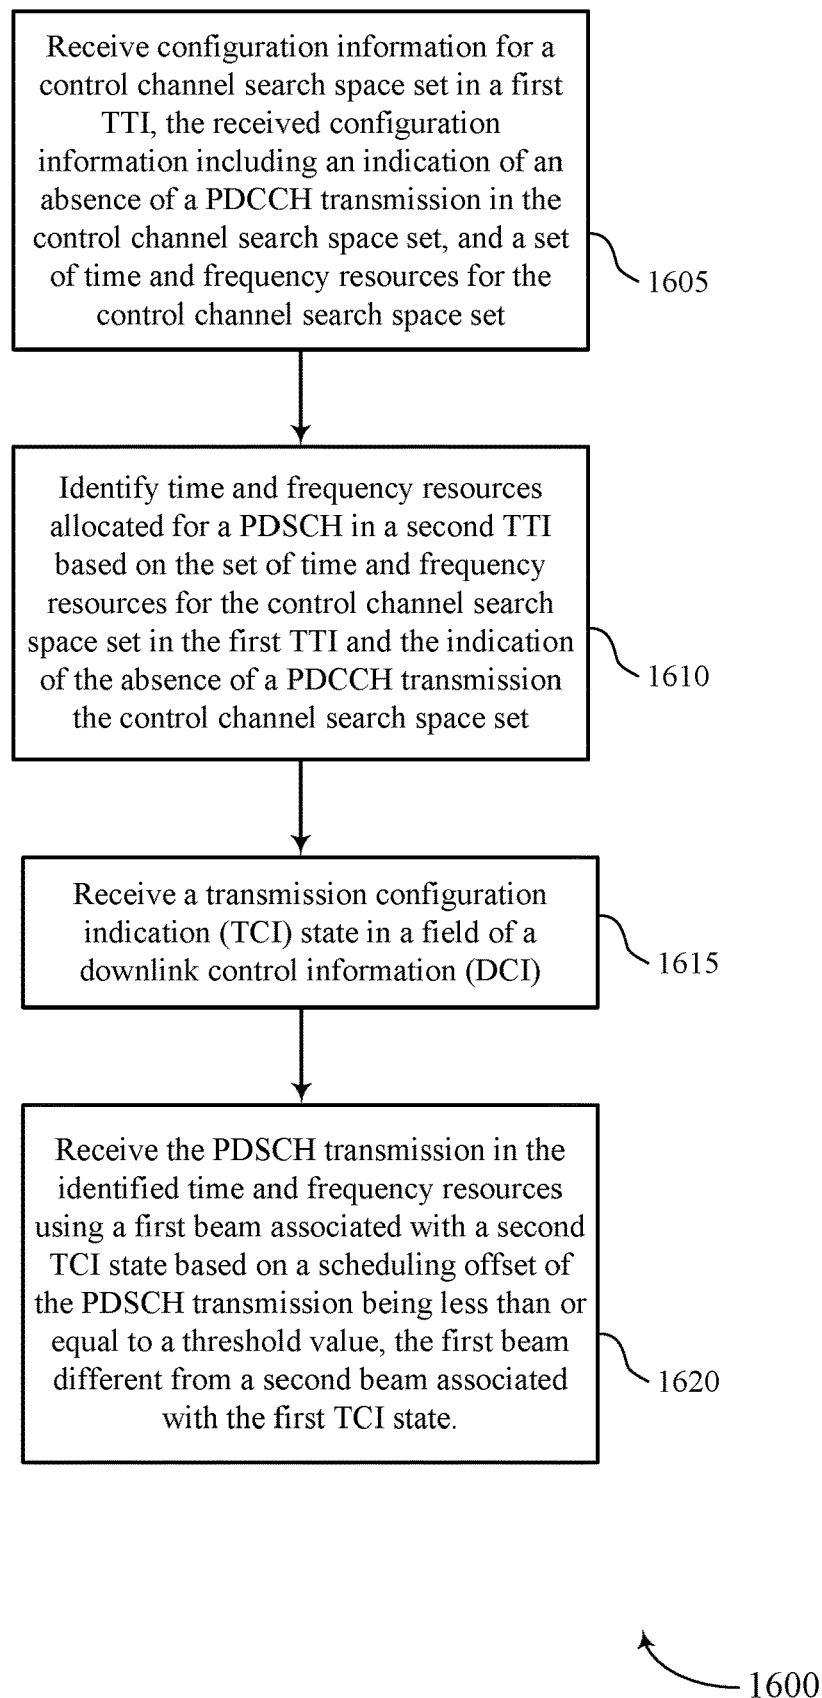 Receive configuration information for a
control channel search space set in a first
TTI, the received configuration
information including an indication of an
absence of a PDCCH transmission in the
control channel search space set, and a set
of time and frequency resources for the
control channel search space set
1605
Identify time and frequency resources
allocated for a PDSCH in a second TTI
based on the set of time and frequency
resources for the control channel search
space set in the first TTI and the indication
of the absence of a PDCCH transmission
the control channel search space set
1610
Receive a transmission configuration
indication (TCI) state in a field of a
downlink control information (DCI)
1615
Receive the PDSCH transmission in the
identified time and frequency resources
using a first beam associated with a second
TCI state based on a scheduling offset of
the PDSCH transmission being less than or
equal to a threshold value, the first beam
different from a second beam associated
with the first TCI state.
1620
1600